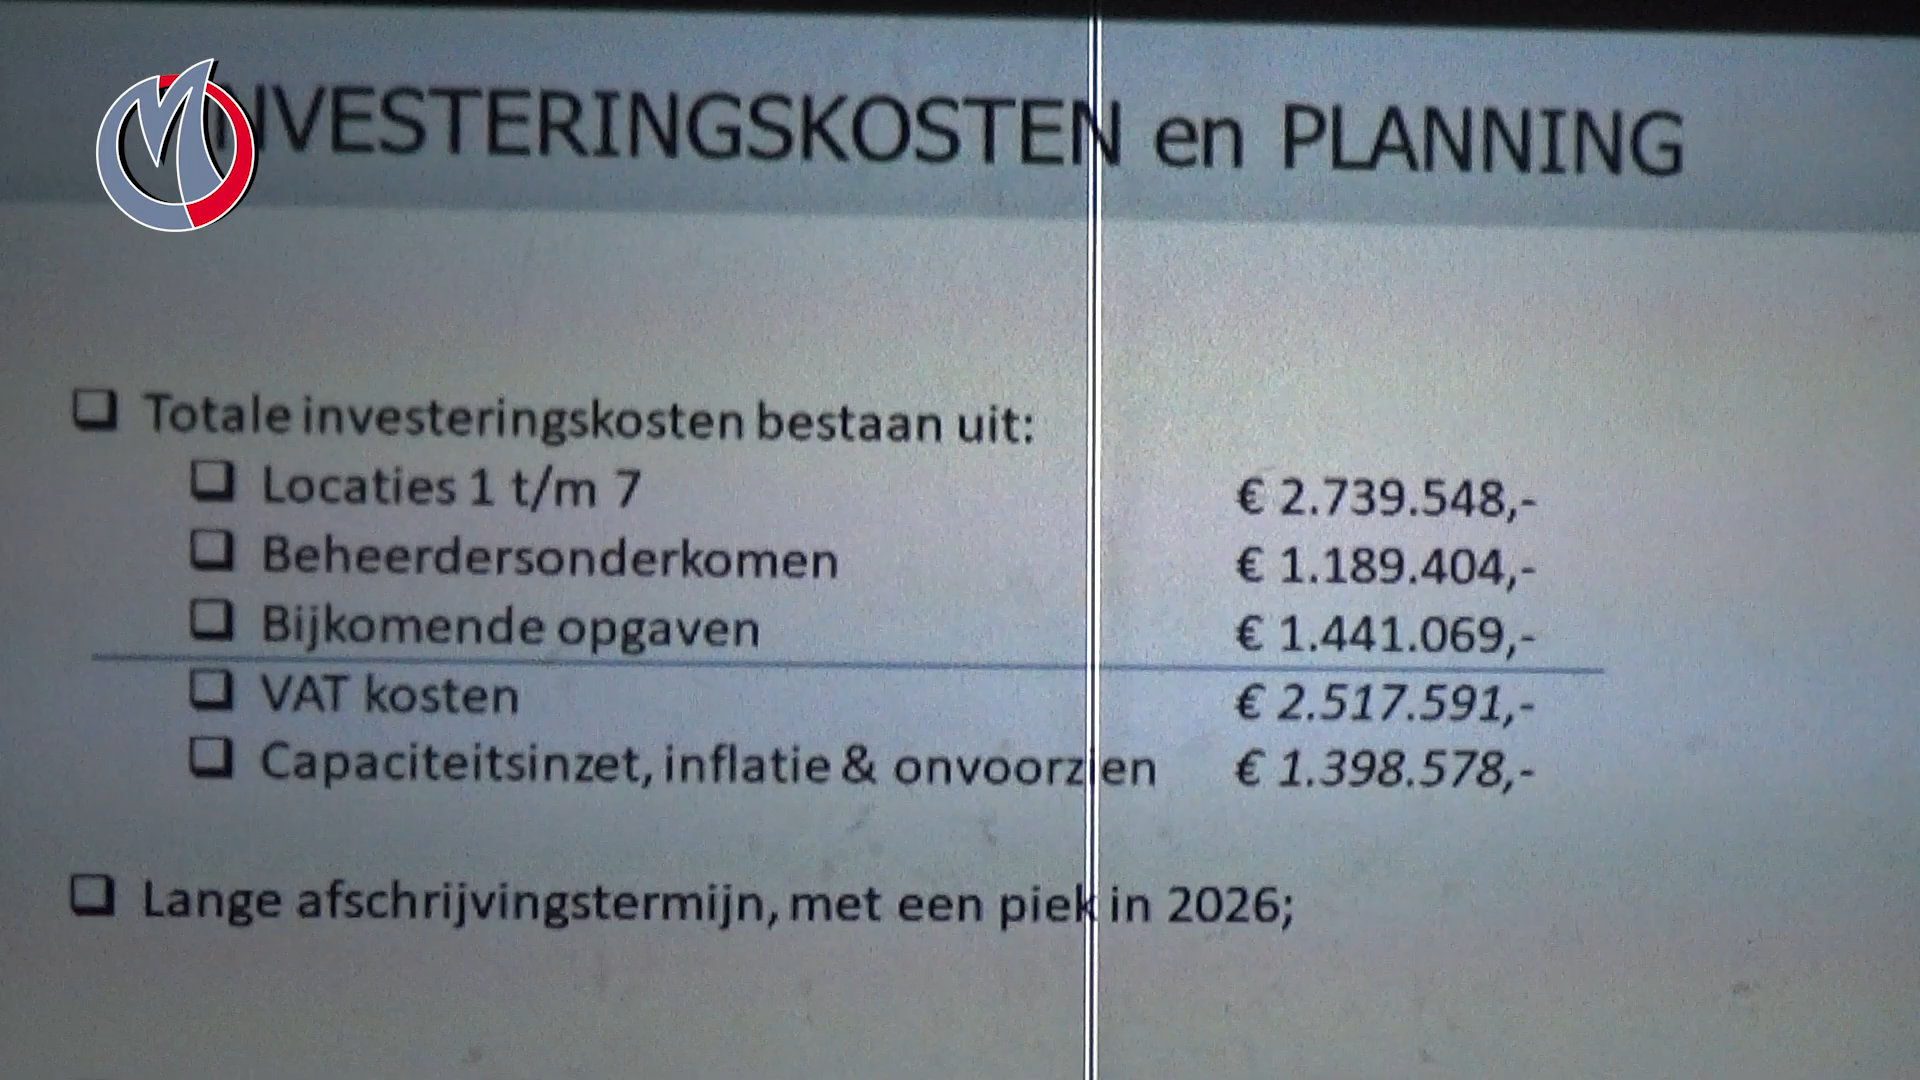 INVESTERINGSKOSTEN en PLANNING
❑ Totale investeringskosten bestaan uit:
❑ Locaties 1 t/m 7 € 2.739.548,-
❑ Beheerdersonderkomen € 1.189.404,-
❑ Bijkomende opgaven € 1.441.069,-
❑ VAT kosten € 2.517.591,-
❑ Capaciteitsinzet, inflatie & onvoorzien € 1.398.578,-
❑ Lange afschrijvingstermijn, met een piek in 2026;